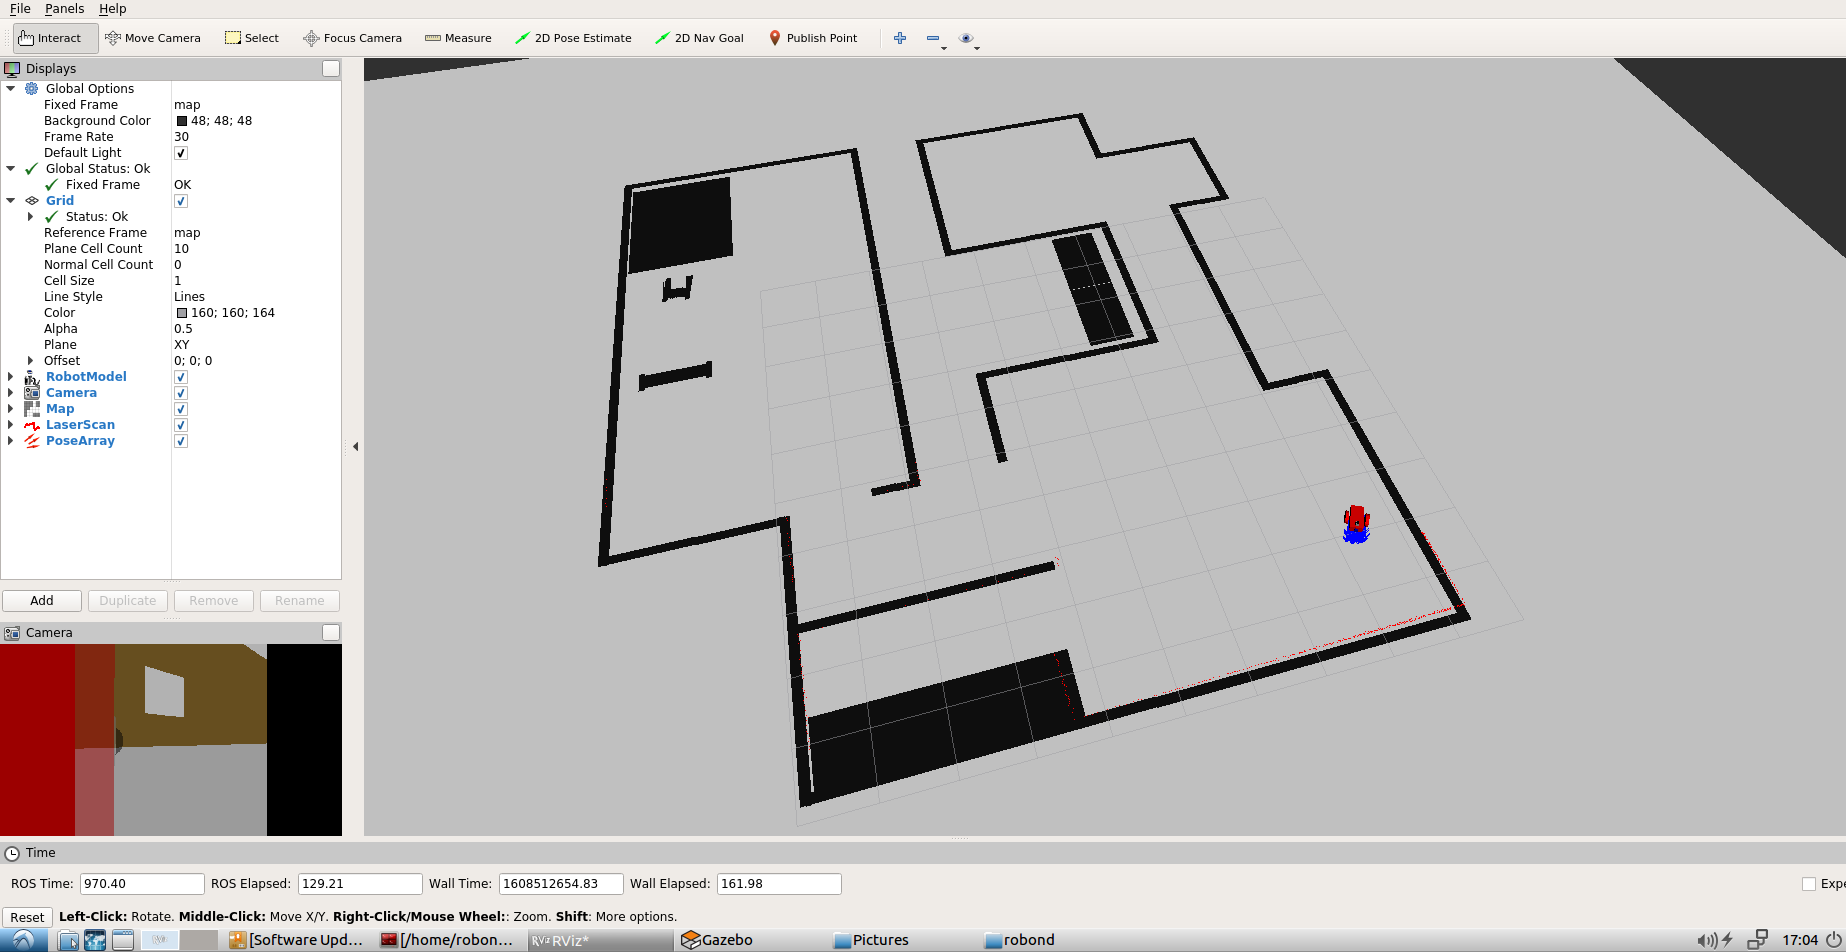 File Panels Help
Interact Move Camera Select Focus Camera Measure 2D Pose Estimate 2D Nav Goal Publish Point
Displays
Global Options
Fixed Frame map
Background Color 48; 48; 48
Frame Rate 30
Default Light
Global Status: Ok
Fixed Frame OK
Grid
Status: Ok
Reference Frame map
Plane Cell Count 10
Normal Cell Count 0
Cell Size 1
Line Style Lines
Color 160; 160; 164
Alpha 0.5
Plane XY
Offset 0; 0; 0
RobotModel
Camera
Map
LaserScan
PoseArray
Add Duplicate Remove Rename
Camera
Time
ROS Time: 970.40 ROS Elapsed: 129.21 Wall Time: 1608512654.83 Wall Elapsed: 161.98 Expe
Reset Left-Click: Rotate. Middle-Click: Move X/Y. Right-Click/Mouse Wheel:: Zoom. Shift: More options.
[Software Upd... [/home/robon... RViz* Gazebo Pictures robond 17:04